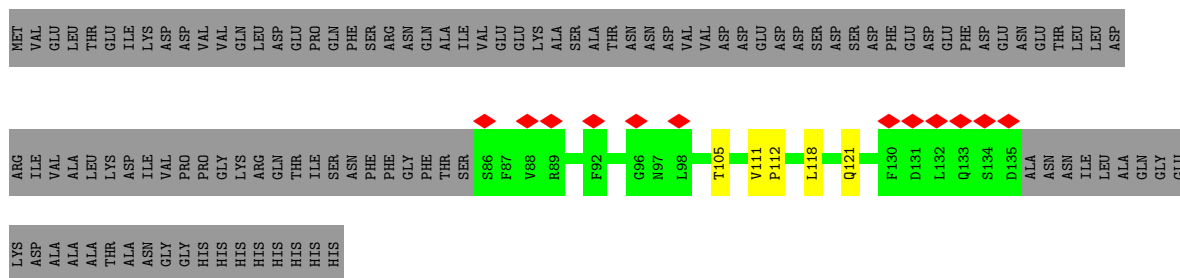 MET VAL GLU LEU THR GLU ILE LYS ASP ASP VAL VAL GLN LEU ASP GLU PRO GLN PHE SER ARG ASN GLN ALA ILE VAL GLU GLU LYS ALA SER ALA THR ASN ASN ASP VAL VAL ASP ASP GLU ASP ASP SER ASP SER ASP PHE GLU ASP GLU PHE ASP GLU ASN GLU THR LEU LEU ASP
ARG ILE VAL ALA LEU LYS ASP ILE VAL PRO PRO GLY LYS ARG GLN THR ILE SER ASN PHE PHE GLY PHE THR SER S86 F87 V88 R89 F92 G96 N97 L98 T105 V111 P112 L118 Q121 F130 D131 L132 Q133 S134 D135 ALA ASN ASN ILE LEU ALA GLN GLY GLU
LYS ASP ALA ALA ALA THR ALA ASN GLY GLY HIS HIS HIS HIS HIS HIS HIS HIS